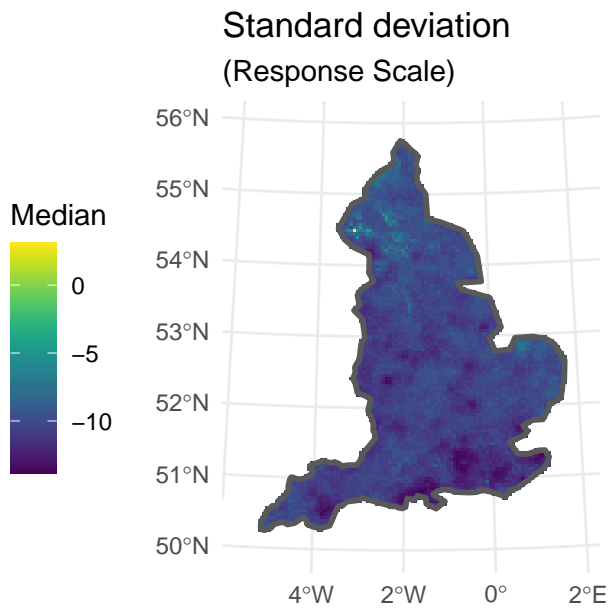 Standard deviation
(Response Scale)
Median
0
−5
−10
56°N
55°N
54°N
53°N
52°N
51°N
50°N
4°W 2°W 0° 2°E